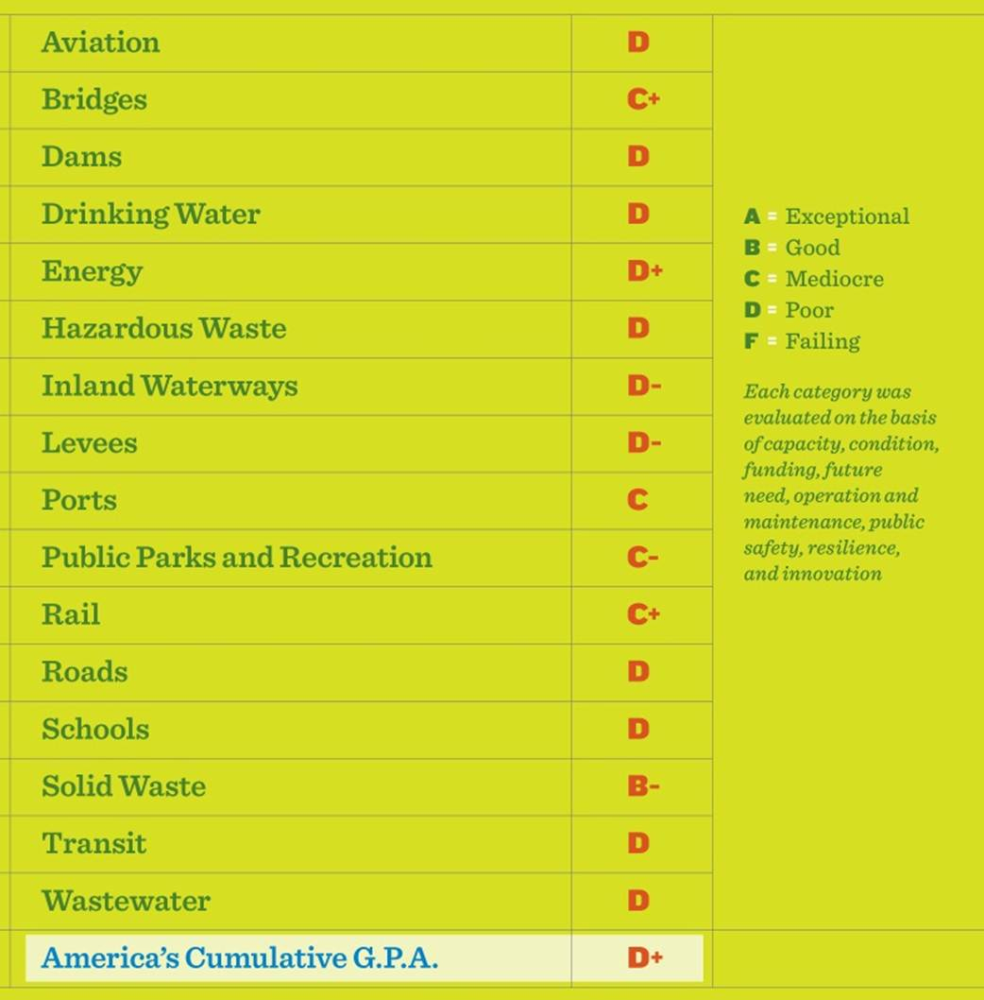 Aviation D
Bridges C+
Dams D
Drinking Water D
Energy D+
Hazardous Waste D
Inland Waterways D-
Levees D-
Ports C
Public Parks and Recreation C-
Rail C+
Roads D
Schools D
Solid Waste B-
Transit D
Wastewater D
America’s Cumulative G.P.A. D+
A = Exceptional
B = Good
C = Mediocre
D = Poor
F = Failing
Each category was
evaluated on the basis
of capacity, condition,
funding, future
need, operation and
maintenance, public
safety, resilience,
and innovation